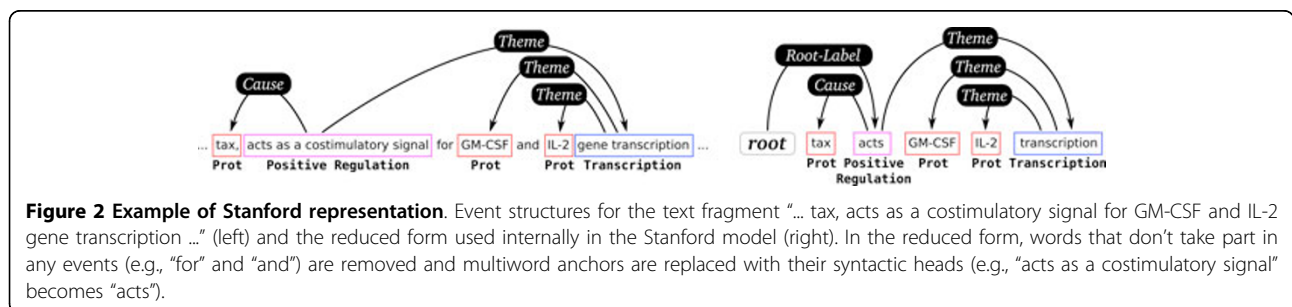 Theme
Theme
Theme
Cause
... tax, acts as a costimulatory signal for GM-CSF and IL-2 gene transcription ...
Prot Positive Regulation Prot Prot Transcription
Theme
Root-Label
Theme
Cause
Theme
root tax acts GM-CSF IL-2 transcription
Prot Positive Prot Prot Transcription
Regulation
Figure 2 Example of Stanford representation. Event structures for the text fragment “... tax, acts as a costimulatory signal for GM-CSF and IL-2
gene transcription ...” (left) and the reduced form used internally in the Stanford model (right). In the reduced form, words that don’t take part in
any events (e.g., “for” and “and”) are removed and multiword anchors are replaced with their syntactic heads (e.g., “acts as a costimulatory signal”
becomes “acts”).